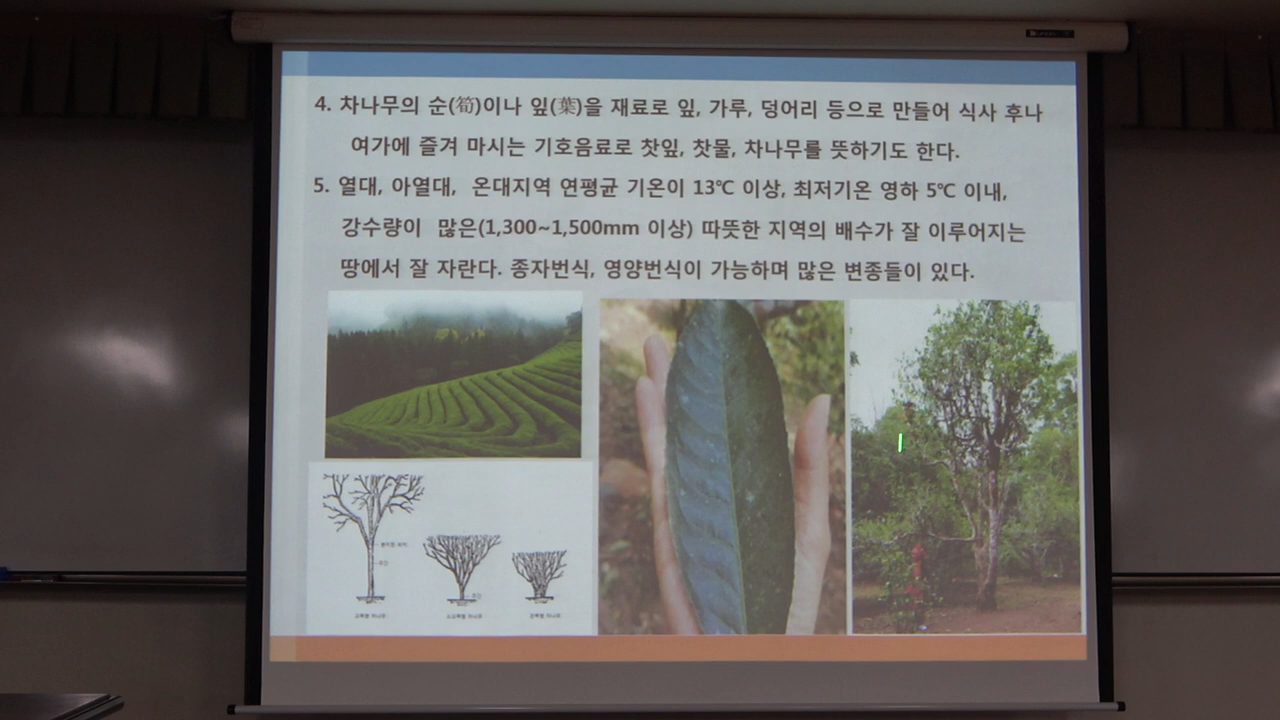 4. 차나무의 순(筍)이나 잎(葉)을 재료로 잎, 가루, 덩어리 등으로 만들어 식사 후나
여가에 즐겨 마시는 기호음료로 찻잎, 찻물, 차나무를 뜻하기도 한다.
5. 열대, 아열대, 온대지역 연평균 기온이 13℃ 이상, 최저기온 영하 5℃ 이내,
강수량이 많은(1,300~1,500mm 이상) 따뜻한 지역의 배수가 잘 이루어지는
땅에서 잘 자란다. 종자번식, 영양번식이 가능하며 많은 변종들이 있다.